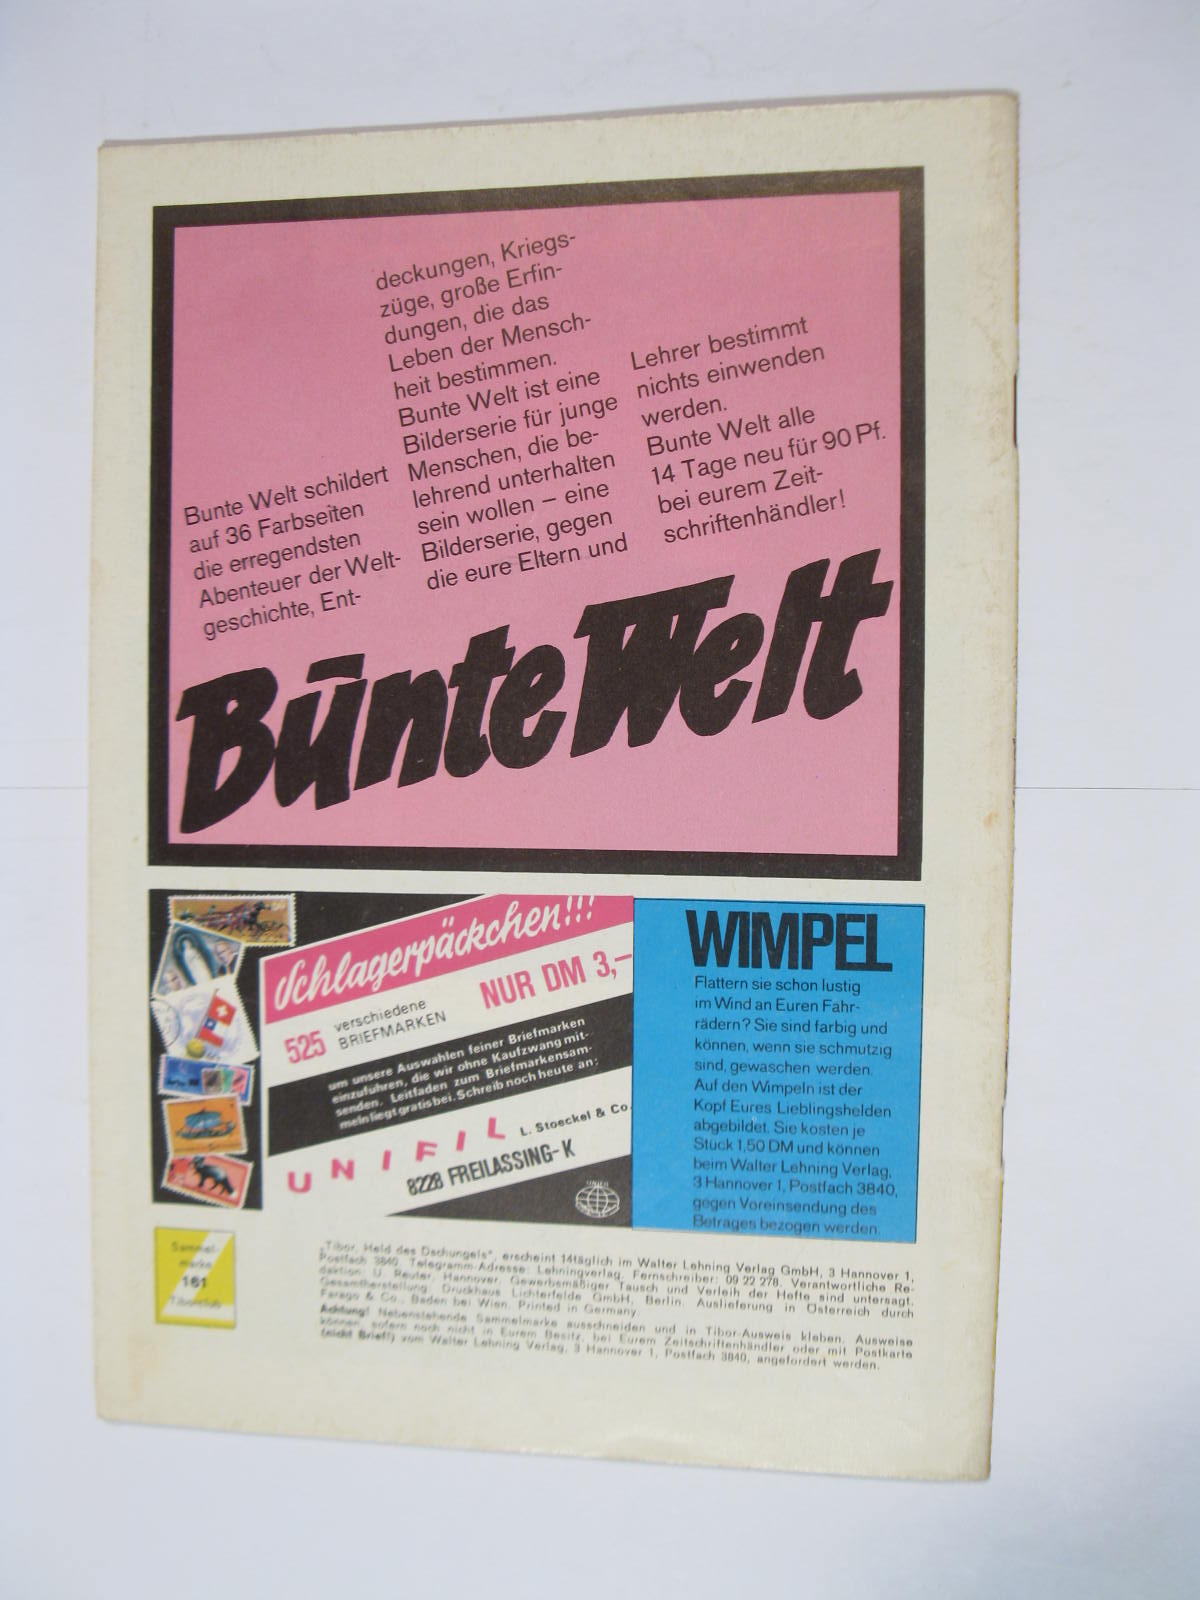 Bunte Welt schildert
auf 36 Farbseiten
die erregendsten
Abenteuer der Welt-
geschichte, Ent-
deckungen, Kriegs-
züge, große Erfin-
dungen, die das
Leben der Mensch-
heit bestimmen.
Bunte Welt ist eine
Bilderserie für junge
Menschen, die be-
lehrend unterhalten
sein wollen – eine
Bilderserie, gegen
die eure Eltern und
Lehrer bestimmt
nichts einwenden
werden.
Bunte Welt alle
14 Tage neu für 90 Pf.
bei eurem Zeit-
schriftenhändler!
Bunte Welt
Schlagerpäckchen!!!
525 verschiedene
BRIEFMARKEN
NUR DM 3,–
um unsere Auswahlen feiner Briefmarken
einzuführen, die wir ohne Kaufzwang mit-
senden. Leitfaden zum Briefmarkensam-
meln liegt gratis bei. Schreib noch heute an:
UNIFIL L. Stoeckel & Co.
8228 FREILASSING-K
WIMPEL
Flattern sie schon lustig
im Wind an Euren Fahr-
rädern? Sie sind farbig und
können, wenn sie schmutzig
sind, gewaschen werden.
Auf den Wimpeln ist der
Kopf Eures Lieblingshelden
abgebildet. Sie kosten je
Stück 1,50 DM und können
beim Walter Lehning Verlag,
3 Hannover 1, Postfach 3840,
gegen Voreinsendung des
Betrages bezogen werden.
Sammel-
marke
161
Tiborclub
„Tibor, Held des Dschungels", erscheint 14täglich im Walter Lehning Verlag GmbH, 3 Hannover 1,
Postfach 3840. Telegramm-Adresse: Lehningverlag. Fernschreiber: 09 22 278. Verantwortliche Re-
daktion: U. Reuter, Hannover. Gewerbsmäßiger Tausch und Verleih der Hefte sind untersagt.
Gesamtherstellung: Druckhaus Lichterfelde GmbH, Berlin. Auslieferung in Österreich durch
Farago & Co., Baden bei Wien. Printed in Germany.
Achtung! Nebenstehende Sammelmarke ausschneiden und in Tibor-Ausweis kleben. Ausweise
können, sofern noch nicht in Eurem Besitz, bei Eurem Zeitschriftenhändler oder mit Postkarte
(nicht Brief!) vom Walter Lehning Verlag, 3 Hannover 1, Postfach 3840, angefordert werden.